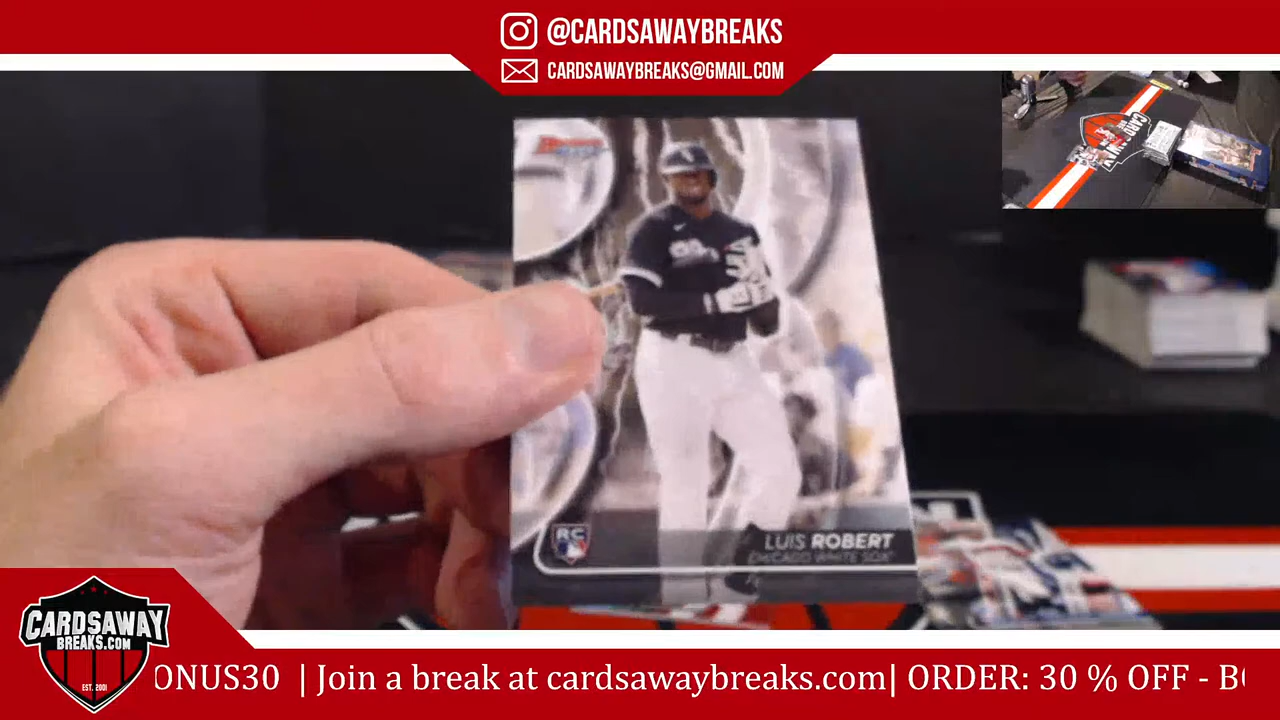 @CARDSAWAYBREAKS
CARDSAWAYBREAKS@GMAIL.COM
CARDSAWAY
RC
LUIS ROBERT
CHICAGO WHITE SOX
CARDSAWAY
BREAKS.COM
EST. 2001
ONUS30 | Join a break at cardsawaybreaks.com| ORDER: 30 % OFF - B